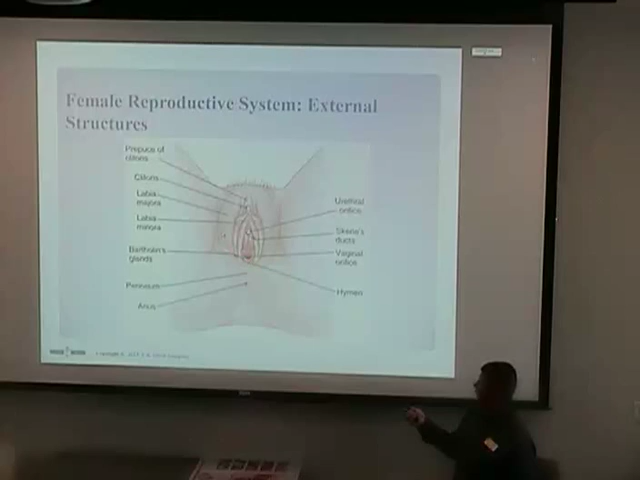 Female Reproductive System: External
Structures
Prepuce of
clitoris
Clitoris
Labia
majora
Labia
minora
Bartholin's
glands
Perineum
Anus
Urethral
orifice
Skene's
ducts
Vaginal
orifice
Hymen